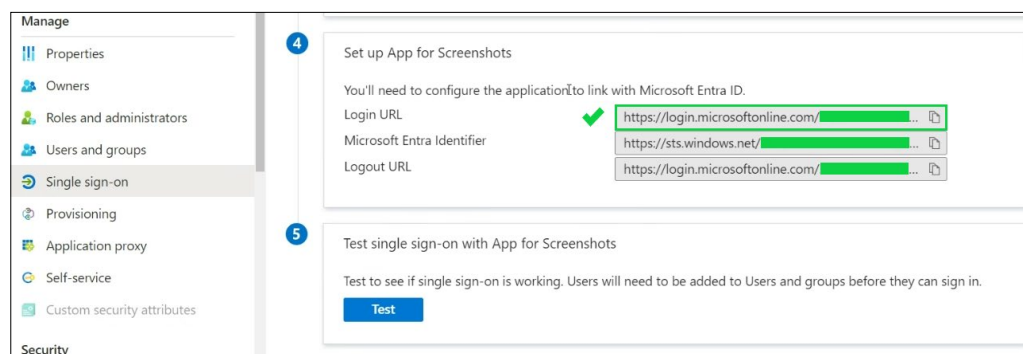 Manage
Properties
Owners
Roles and administrators
Users and groups
Single sign-on
Provisioning
Application proxy
Self-service
Custom security attributes
Security
4
Set up App for Screenshots
You'll need to configure the application to link with Microsoft Entra ID.
Login URL
https://login.microsoftonline.com/ ...
Microsoft Entra Identifier
https://sts.windows.net/ ...
Logout URL
https://login.microsoftonline.com/ ...
5
Test single sign-on with App for Screenshots
Test to see if single sign-on is working. Users will need to be added to Users and groups before they can sign in.
Test